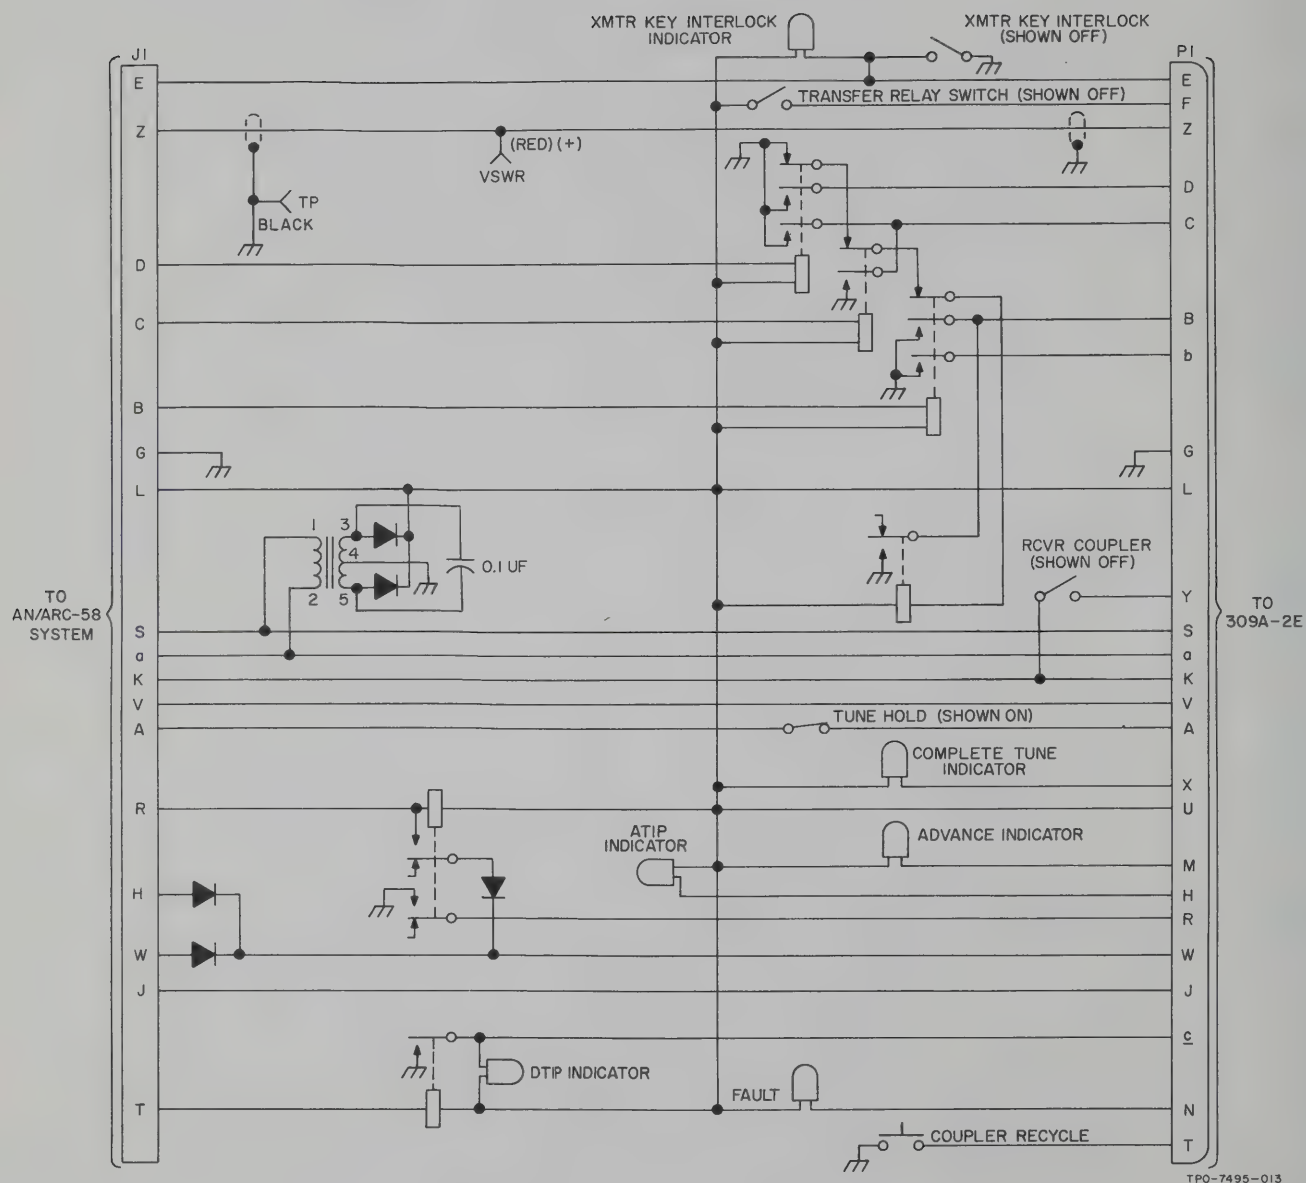 XMTR KEY INTERLOCK
INDICATOR
XMTR KEY INTERLOCK
(SHOWN OFF)
J1
P1
E
E
TRANSFER RELAY SWITCH (SHOWN OFF)
F
Z
(RED) (+)
VSWR
Z
TP
BLACK
D
C
D
C
B
b
B
G
G
L
L
1
2
3
4
5
0.1 UF
RCVR COUPLER
(SHOWN OFF)
Y
TO
AN/ARC-58
SYSTEM
TO
309A-2E
S
S
a
a
K
K
V
V
A
TUNE HOLD (SHOWN ON)
A
COMPLETE TUNE
INDICATOR
X
R
U
ATIP
INDICATOR
ADVANCE INDICATOR
M
H
H
R
W
W
J
J
c
DTIP INDICATOR
FAULT
T
N
COUPLER RECYCLE
T
TPO-7495-013